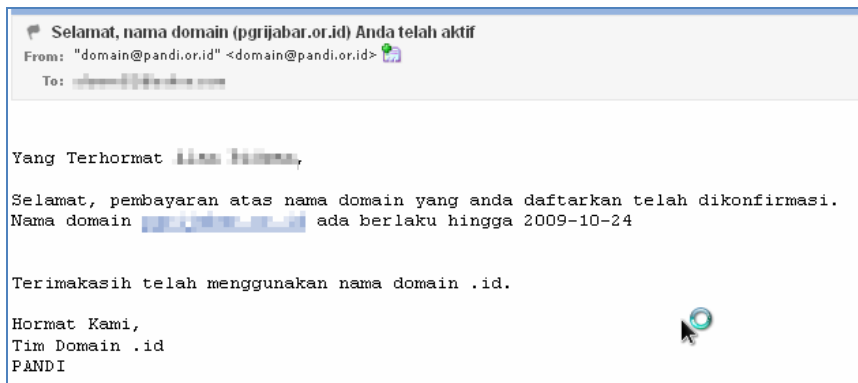 Selamat, nama domain (pgrijabar.or.id) Anda telah aktif
From: "domain@pandi.or.id" <domain@pandi.or.id>
To:
Yang Terhormat
Selamat, pembayaran atas nama domain yang anda daftarkan telah dikonfirmasi.
Nama domain ada berlaku hingga 2009-10-24
Terimakasih telah menggunakan nama domain .id.
Hormat Kami,
Tim Domain .id
PANDI